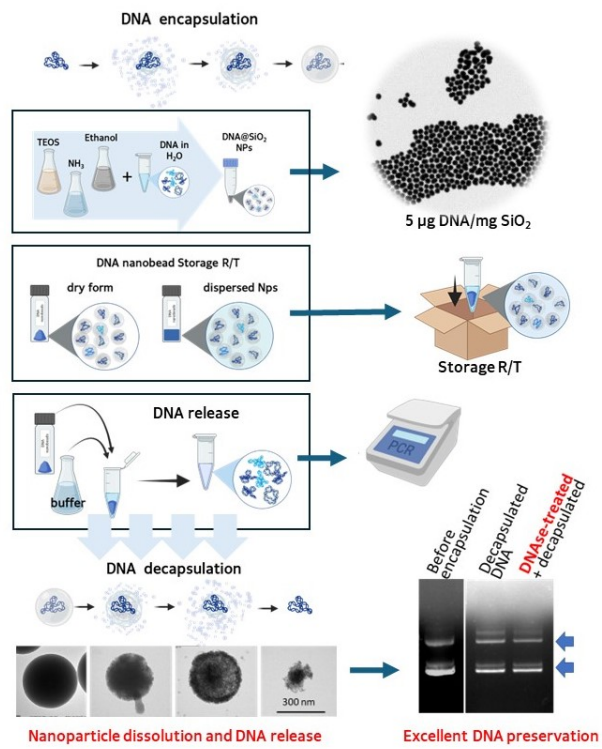 DNA encapsulation
TEOS
NH₃
Ethanol
+
DNA in
H₂O
DNA@SiO₂
NPs
5 µg DNA/mg SiO₂
DNA nanobead Storage R/T
dry form
dispersed Nps
Storage R/T
DNA release
buffer
PCR
DNA decapsulation
Before
encapsulation
Decapsulated
DNA
DNAse-treated
+ decapsulated
300 nm
Nanoparticle dissolution and DNA release
Excellent DNA preservation